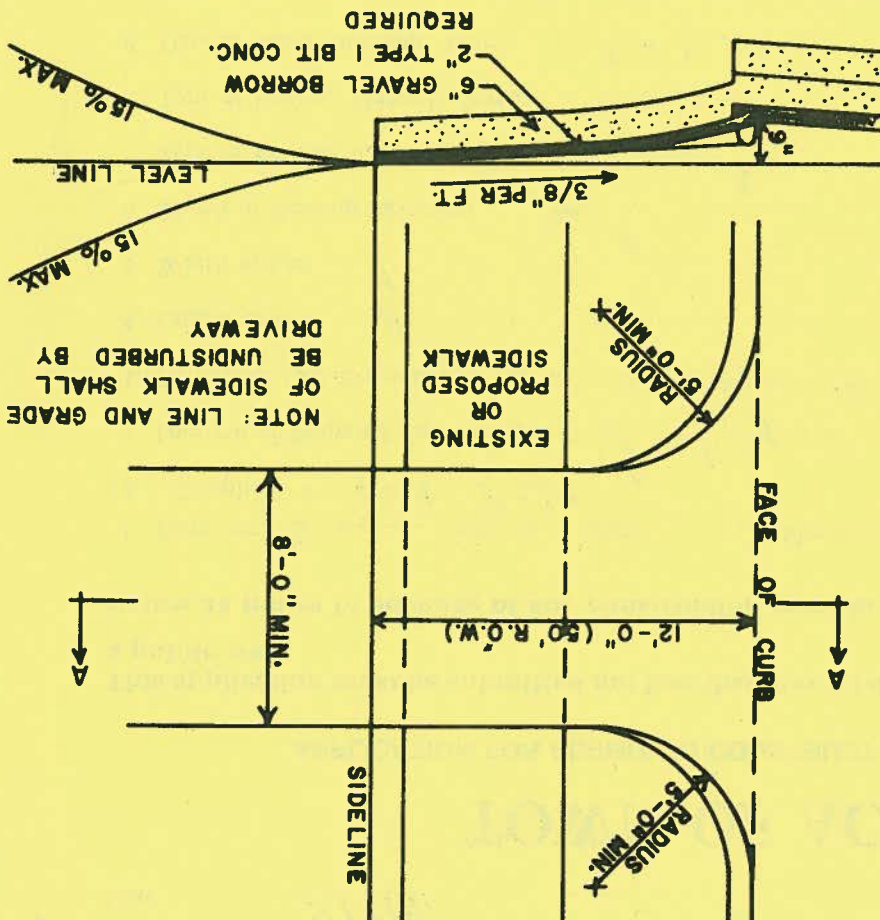 RADIUS
5'-0" MIN.
SIDELINE
8'-0" MIN.
12'-0" (50' R.O.W.)
A
A
FACE OF CURB
EXISTING
OR
PROPOSED
SIDEWALK
RADIUS
5'-0" MIN.
NOTE: LINE AND GRADE
OF SIDEWALK SHALL
BE UNDISTURBED BY
DRIVEWAY
15% MAX.
3/8" PER FT.
LEVEL LINE
6"
15% MAX.
6" GRAVEL BORROW
2" TYPE I BIT. CONC.
REQUIRED